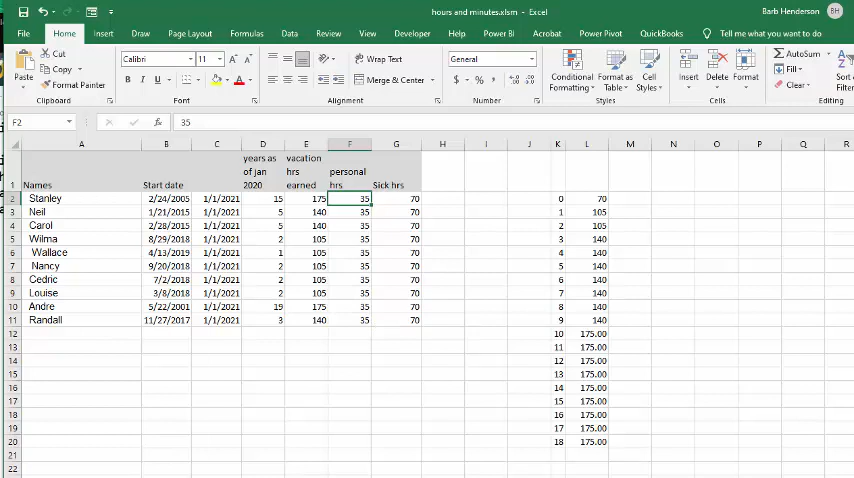 hours and minutes.xlsm - Excel
Barb Henderson
BH
File Home Insert Draw Page Layout Formulas Data Review View Developer Help Power BI Acrobat Power Pivot QuickBooks Tell me what you want to do
Paste
Cut
Copy
Format Painter
Clipboard
Calibri 11
B I U
Font
Wrap Text
Merge & Center
Alignment
General
$ %
Number
Conditional Formatting
Format as Table
Cell Styles
Styles
Insert Delete Format
Cells
AutoSum
Fill
Clear
Editing
F2 fx 35
A B C D E F G H I J K L M N O P Q R
1 Names Start date years as of jan 2020 vacation hrs earned personal hrs Sick hrs
2 Stanley 2/24/2005 1/1/2021 15 175 35 70 0 70
3 Neil 1/21/2015 1/1/2021 5 140 35 70 1 105
4 Carol 2/28/2015 1/1/2021 5 140 35 70 2 105
5 Wilma 8/29/2018 1/1/2021 2 105 35 70 3 140
6 Wallace 4/13/2019 1/1/2021 1 105 35 70 4 140
7 Nancy 9/20/2018 1/1/2021 2 105 35 70 5 140
8 Cedric 7/2/2018 1/1/2021 2 105 35 70 6 140
9 Louise 3/8/2018 1/1/2021 2 105 35 70 7 140
10 Andre 5/22/2001 1/1/2021 19 175 35 70 8 140
11 Randall 11/27/2017 1/1/2021 3 140 35 70 9 140
12 10 175.00
13 11 175.00
14 12 175.00
15 13 175.00
16 14 175.00
17 15 175.00
18 16 175.00
19 17 175.00
20 18 175.00
21
22